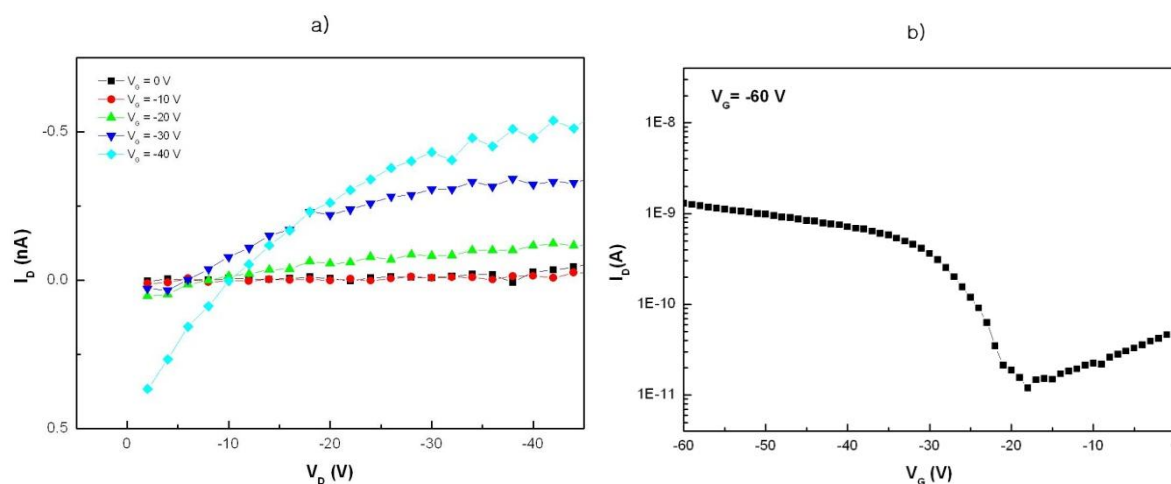 a)
V_G = 0 V
V_G = -10 V
V_G = -20 V
V_G = -30 V
V_G = -40 V
-0.5
0.0
0.5
I_D (nA)
0
-10
-20
-30
-40
V_D (V)
b)
V_G= -60 V
1E-8
1E-9
1E-10
1E-11
I_D(A)
-60
-50
-40
-30
-20
-10
V_G (V)